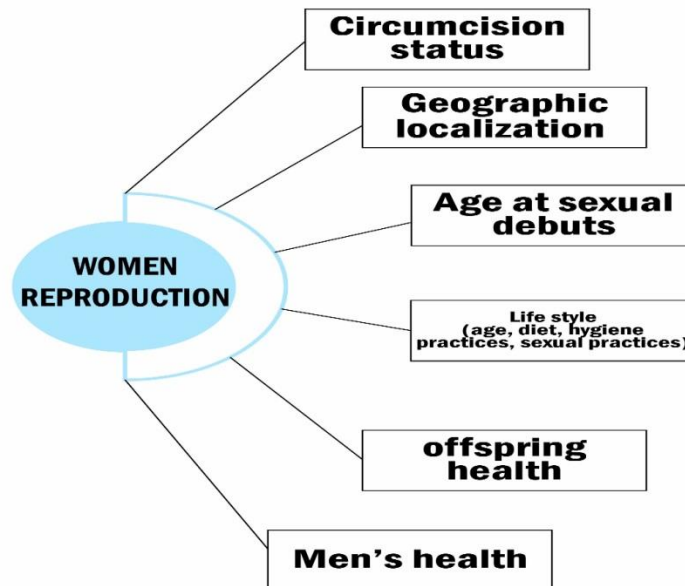 Circumcision
status
Geographic
localization
Age at sexual
debuts
WOMEN
REPRODUCTION
Life style
(age, diet, hygiene
practices, sexual practices)
offspring
health
Men's health